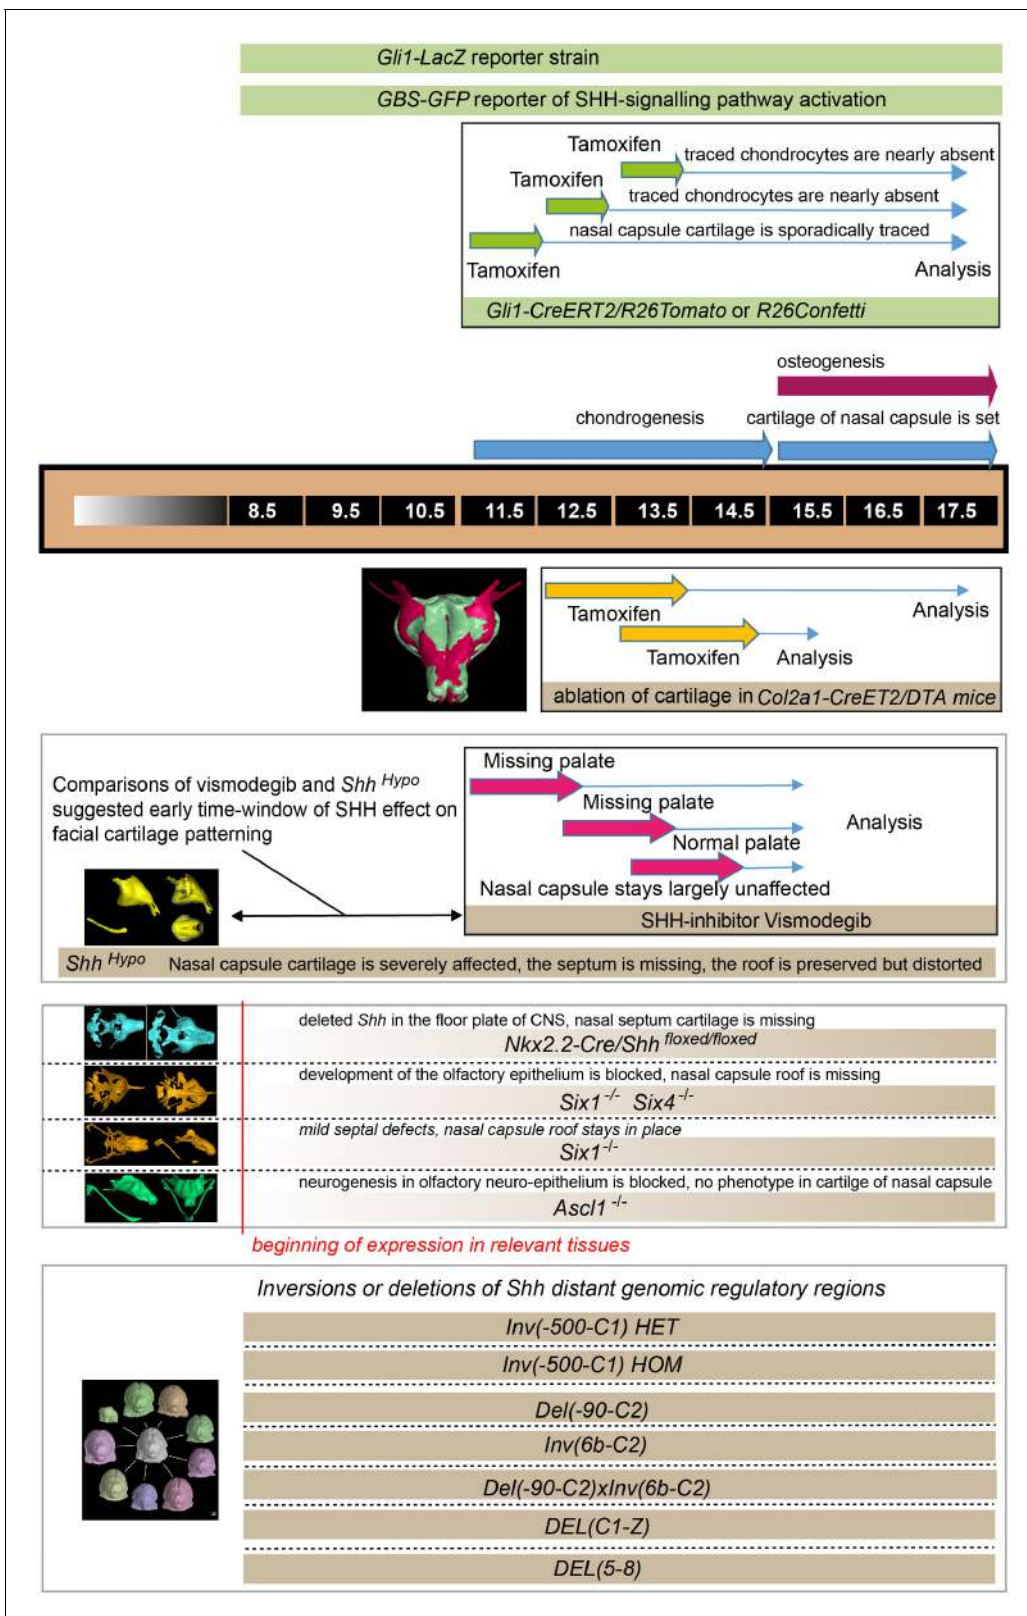 Gli1-LacZ reporter strain
GBS-GFP reporter of SHH-signalling pathway activation
Tamoxifen
traced chondrocytes are nearly absent
Tamoxifen
traced chondrocytes are nearly absent
nasal capsule cartilage is sporadically traced
Tamoxifen
Analysis
Gli1-CreERT2/R26Tomato or R26Confetti
osteogenesis
chondrogenesis
cartilage of nasal capsule is set
8.5 9.5 10.5 11.5 12.5 13.5 14.5 15.5 16.5 17.5
Tamoxifen
Analysis
Tamoxifen
Analysis
ablation of cartilage in Col2a1-CreET2/DTA mice
Comparisons of vismodegib and Shh Hypo
suggested early time-window of SHH effect on
facial cartilage patterning
Missing palate
Missing palate
Analysis
Normal palate
Nasal capsule stays largely unaffected
SHH-inhibitor Vismodegib
Shh Hypo Nasal capsule cartilage is severely affected, the septum is missing, the roof is preserved but distorted
deleted Shh in the floor plate of CNS, nasal septum cartilage is missing
Nkx2.2-Cre/Shh floxed/floxed
development of the olfactory epithelium is blocked, nasal capsule roof is missing
Six1 -/- Six4 -/-
mild septal defects, nasal capsule roof stays in place
Six1 -/-
neurogenesis in olfactory neuro-epithelium is blocked, no phenotype in cartilge of nasal capsule
Ascl1 -/-
beginning of expression in relevant tissues
Inversions or deletions of Shh distant genomic regulatory regions
Inv(-500-C1) HET
Inv(-500-C1) HOM
Del(-90-C2)
Inv(6b-C2)
Del(-90-C2)xInv(6b-C2)
DEL(C1-Z)
DEL(5-8)